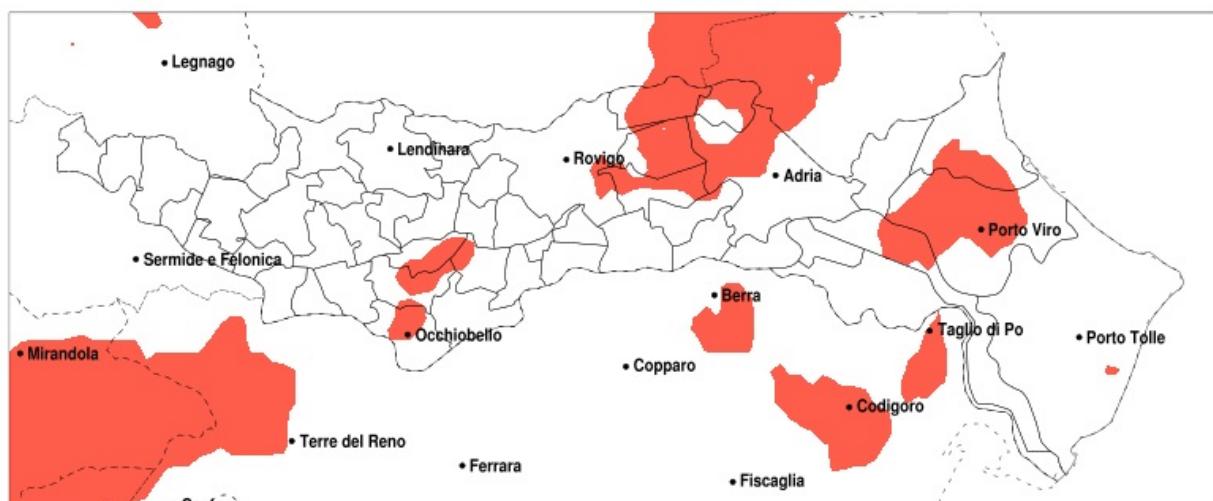 Legnago
Lendinara
Rovigo
Adria
Porto Viro
Sermide e Felonica
Berra
Occhiobello
Taglio di Po
Porto Tolle
Mirandola
Copparo
Codigoro
Terre del Reno
Ferrara
Fiscaglia